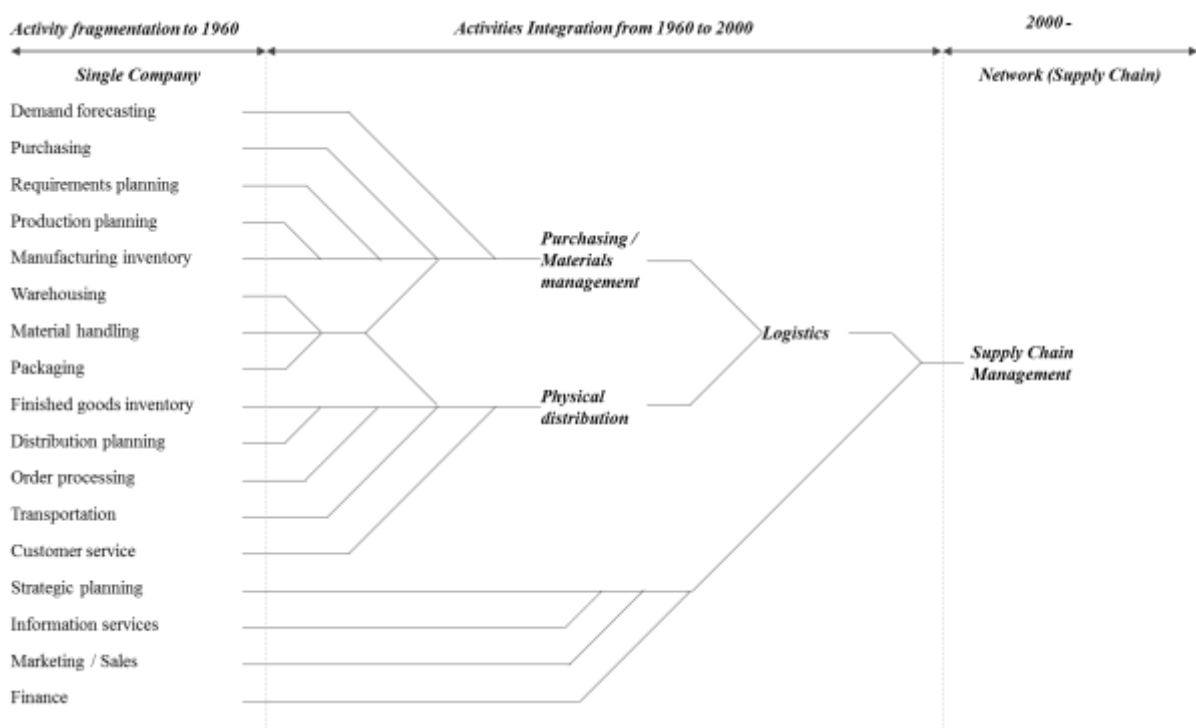 Activity fragmentation to 1960
Activities Integration from 1960 to 2000
2000 -
Single Company
Network (Supply Chain)
Demand forecasting
Purchasing
Requirements planning
Production planning
Manufacturing inventory
Warehousing
Material handling
Packaging
Finished goods inventory
Distribution planning
Order processing
Transportation
Customer service
Strategic planning
Information services
Marketing / Sales
Finance
Purchasing /
Materials
management
Physical
distribution
Logistics
Supply Chain
Management